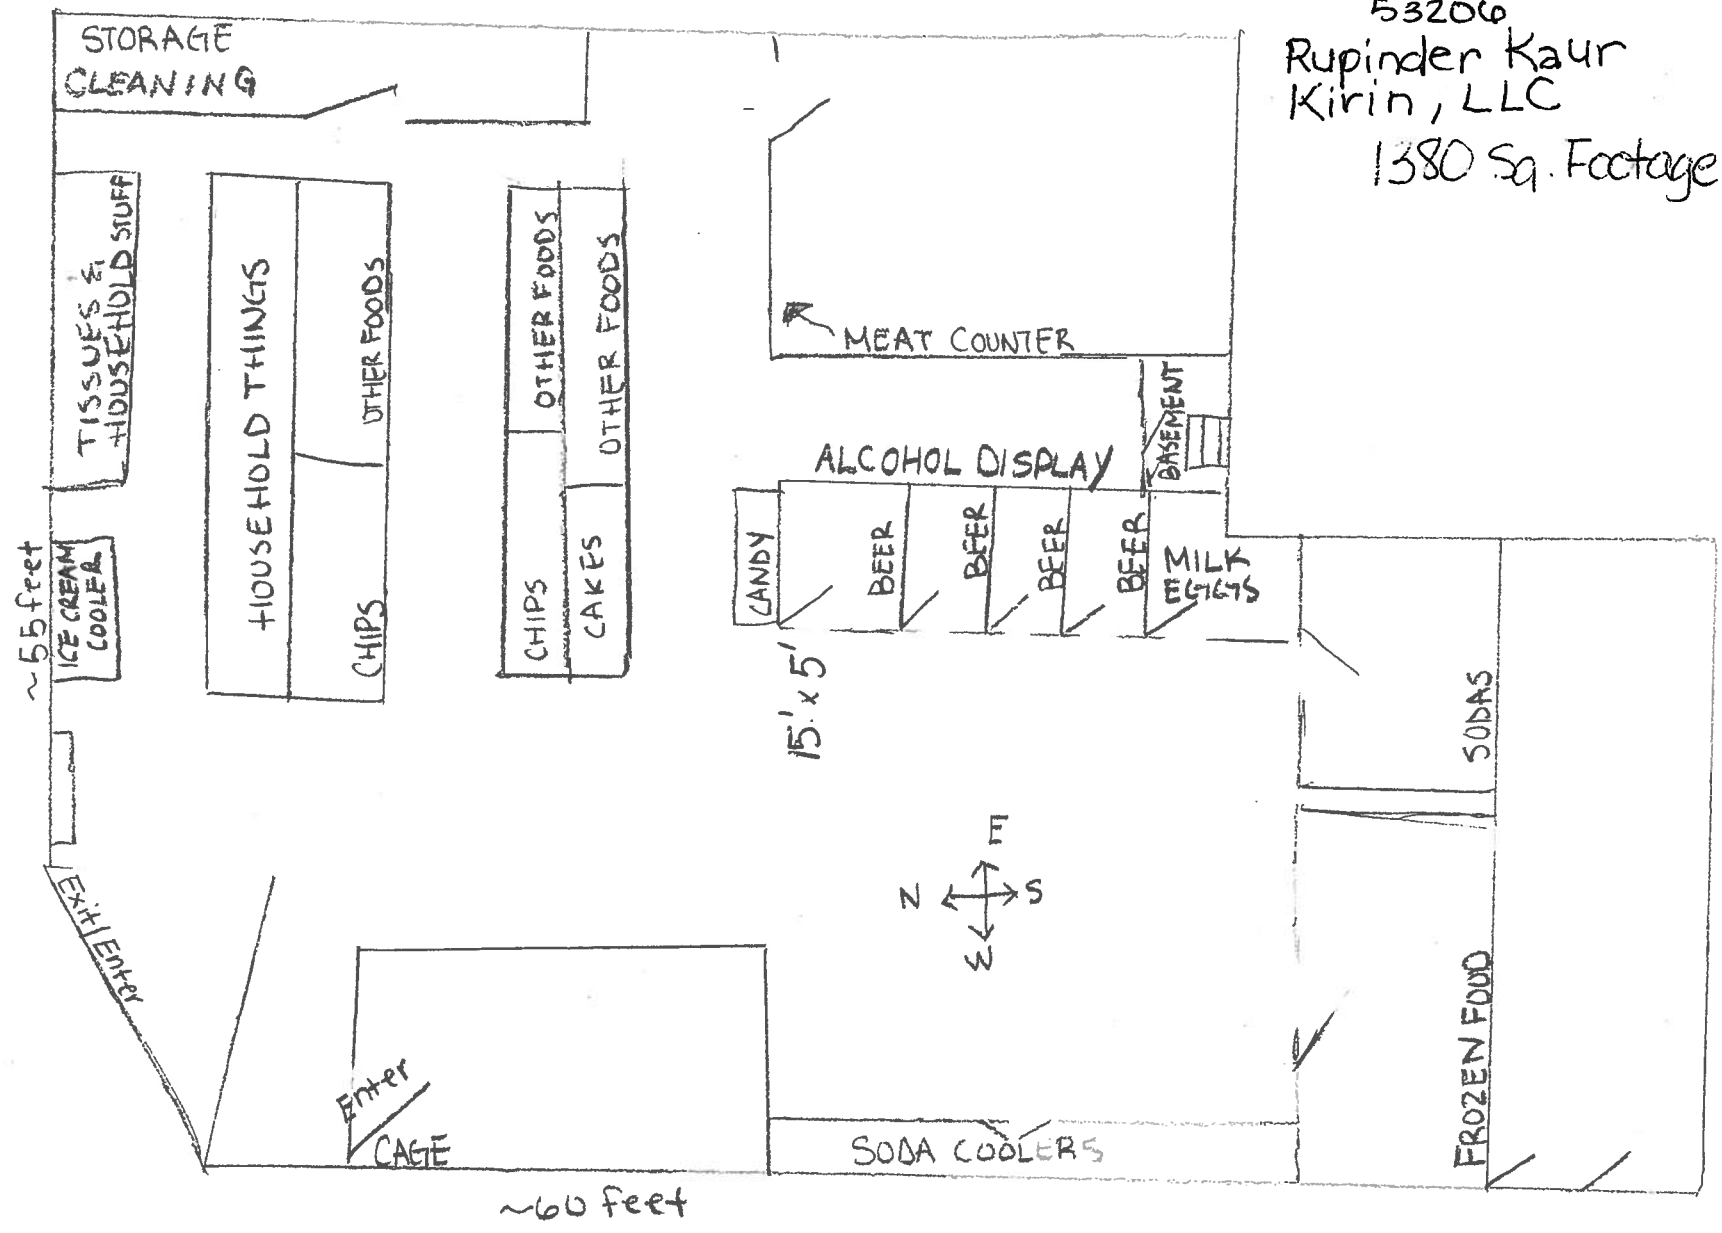 53206
Rupinder Kaur
Kirin, LLC
1380 Sq. Footage
STORAGE
CLEANING
TISSUES &
HOUSEHOLD STUFF
HOUSEHOLD THINGS
OTHER FOODS
CHIPS
OTHER FOODS
CHIPS
OTHER FOODS
CAKES
MEAT COUNTER
BASEMENT
ALCOHOL DISPLAY
CANDY
BEER
BEER
BEER
BEER
MILK
EGGS
15' x 5'
~55 feet
ICE CREAM
COOLER
SODAS
E
N
S
W
Exit/Enter
Enter
CAGE
SODA COOLERS
FROZEN FOOD
~60 feet